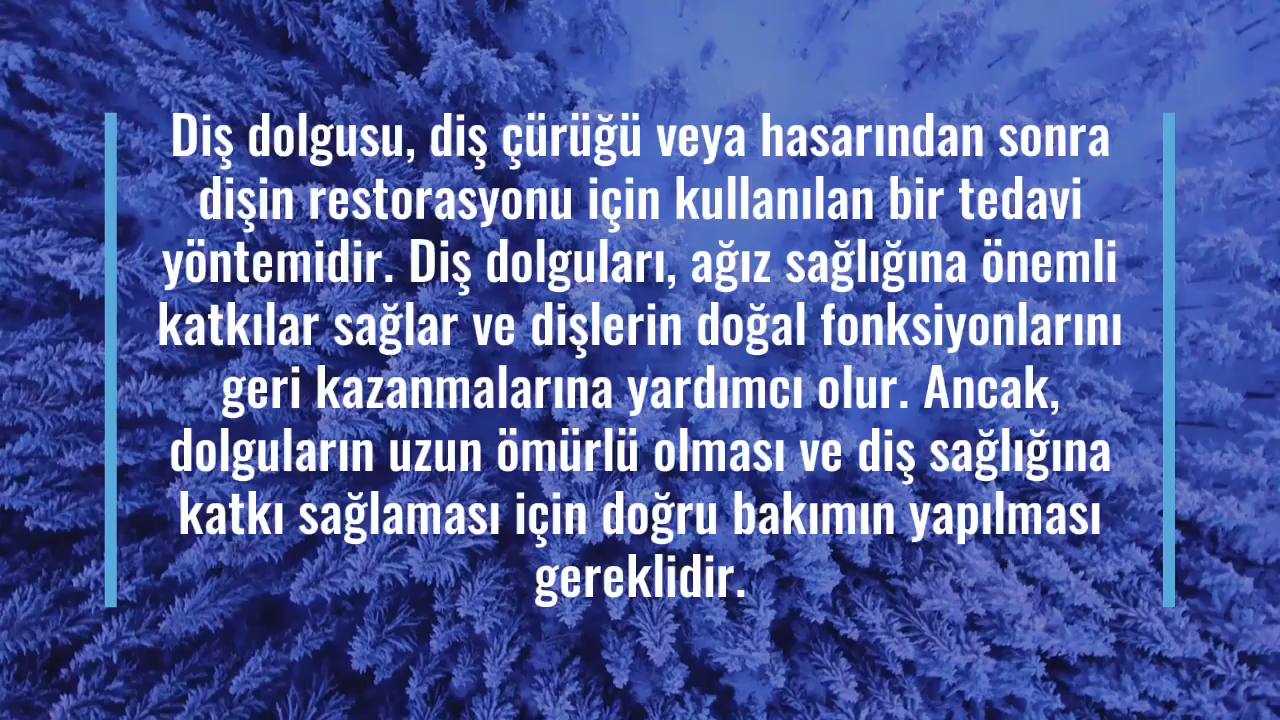 Diş dolgusu, diş çürüğü veya hasarından sonra
dişin restorasyonu için kullanılan bir tedavi
yöntemidir. Diş dolguları, ağız sağlığına önemli
katkılar sağlar ve dişlerin doğal fonksiyonlarını
geri kazanmalarına yardımcı olur. Ancak,
dolguların uzun ömürlü olması ve diş sağlığına
katkı sağlaması için doğru bakımın yapılması
gereklidir.